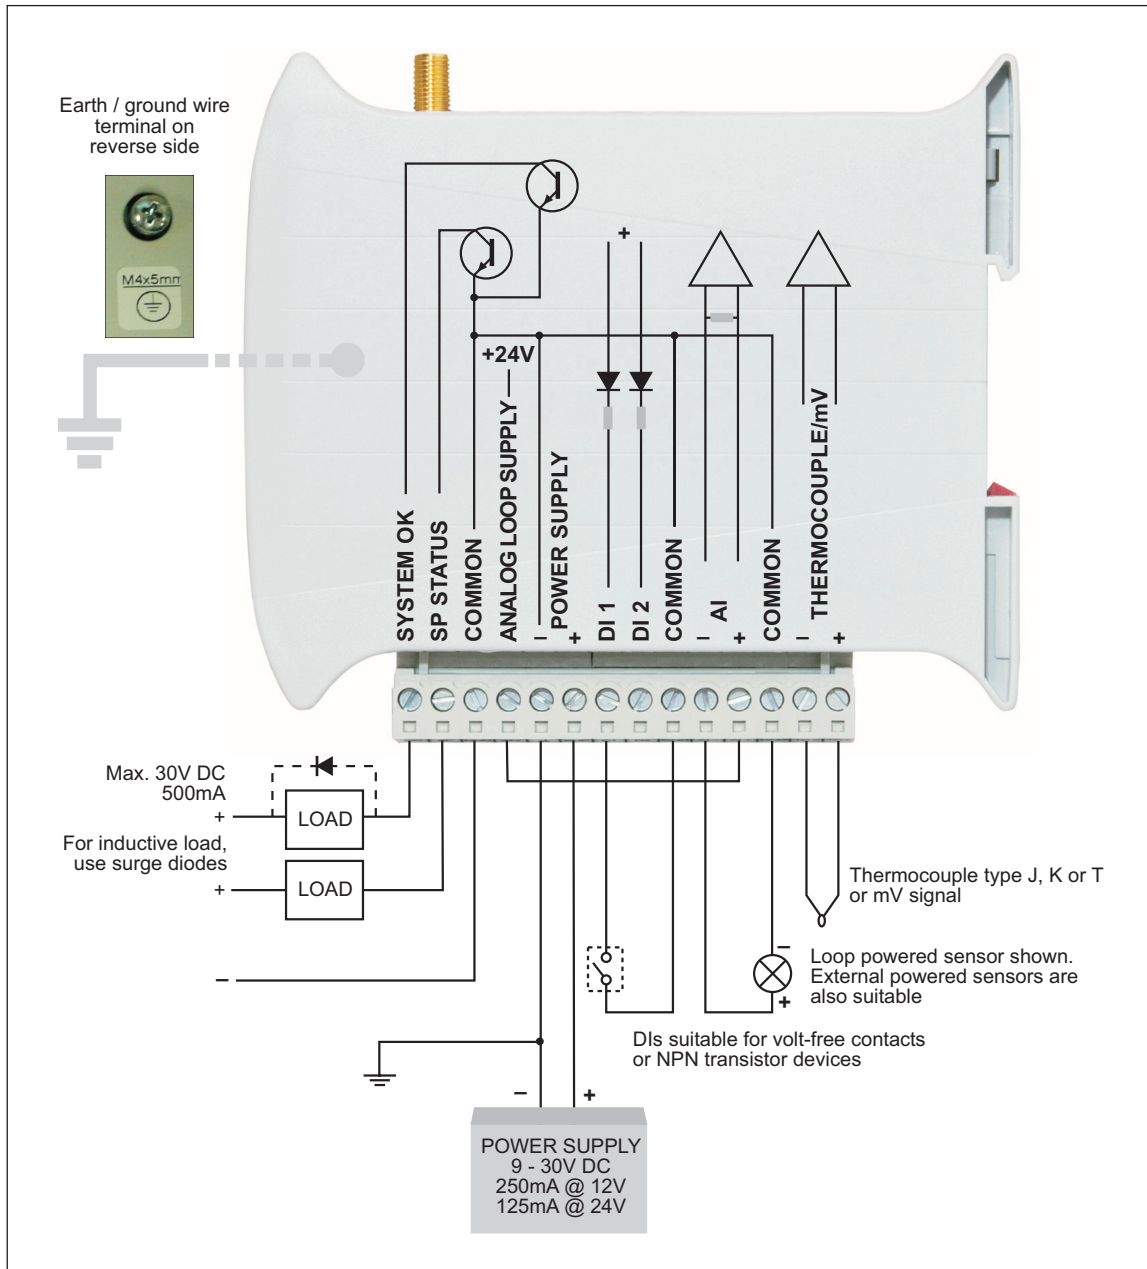 Earth / ground wire
terminal on
reverse side
M4x5mm
+
+24V
SYSTEM OK
SP STATUS
COMMON
ANALOG LOOP SUPPLY
POWER SUPPLY
− +
DI 1
DI 2
COMMON
AI
− +
COMMON
THERMOCOUPLE/mV
− +
Max. 30V DC
500mA
+
LOAD
For inductive load,
use surge diodes
+
LOAD
−
Thermocouple type J, K or T
or mV signal
−
+
Loop powered sensor shown.
External powered sensors are
also suitable
DIs suitable for volt-free contacts
or NPN transistor devices
− +
POWER SUPPLY
9 - 30V DC
250mA @ 12V
125mA @ 24V